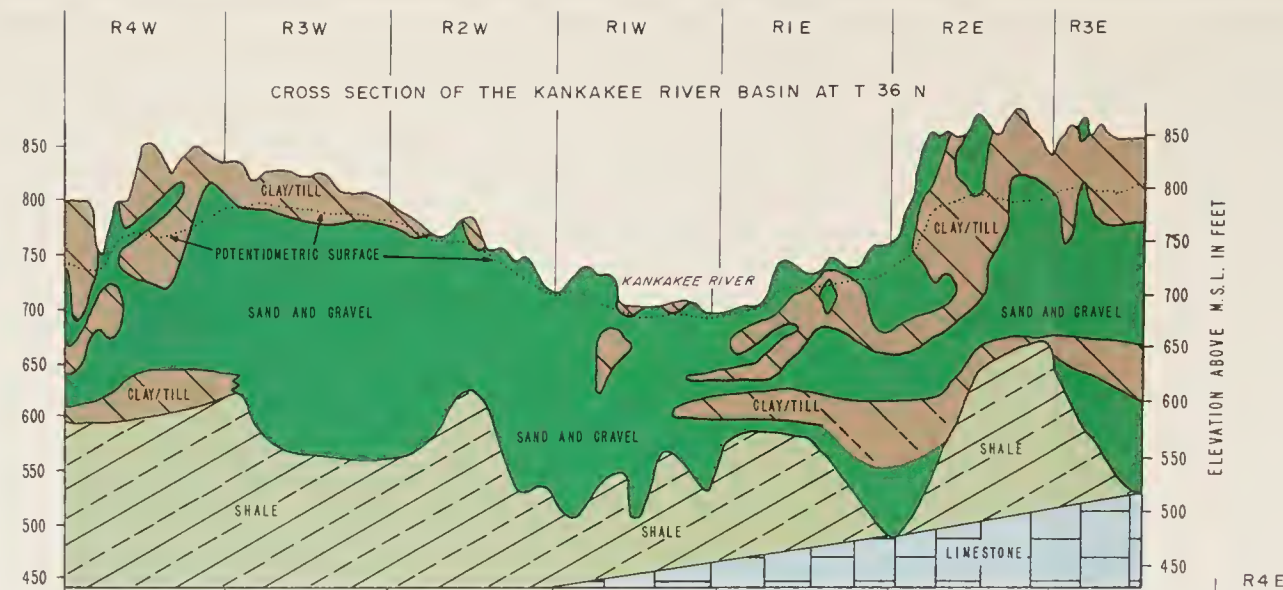 R4W R3W R2W R1W R1E R2E R3E
CROSS SECTION OF THE KANKAKEE RIVER BASIN AT T 36 N
850
800
750
700
650
600
550
500
450
CLAY/TILL
POTENTIOMETRIC SURFACE
KANKAKEE RIVER
CLAY/TILL
SAND AND GRAVEL
SAND AND GRAVEL
CLAY/TILL
CLAY/TILL
SAND AND GRAVEL
SHALE
SHALE
SHALE
LIMESTONE
850
800
750
700
650
600
550
500
450
ELEVATION ABOVE M.S.L. IN FEET
R4E